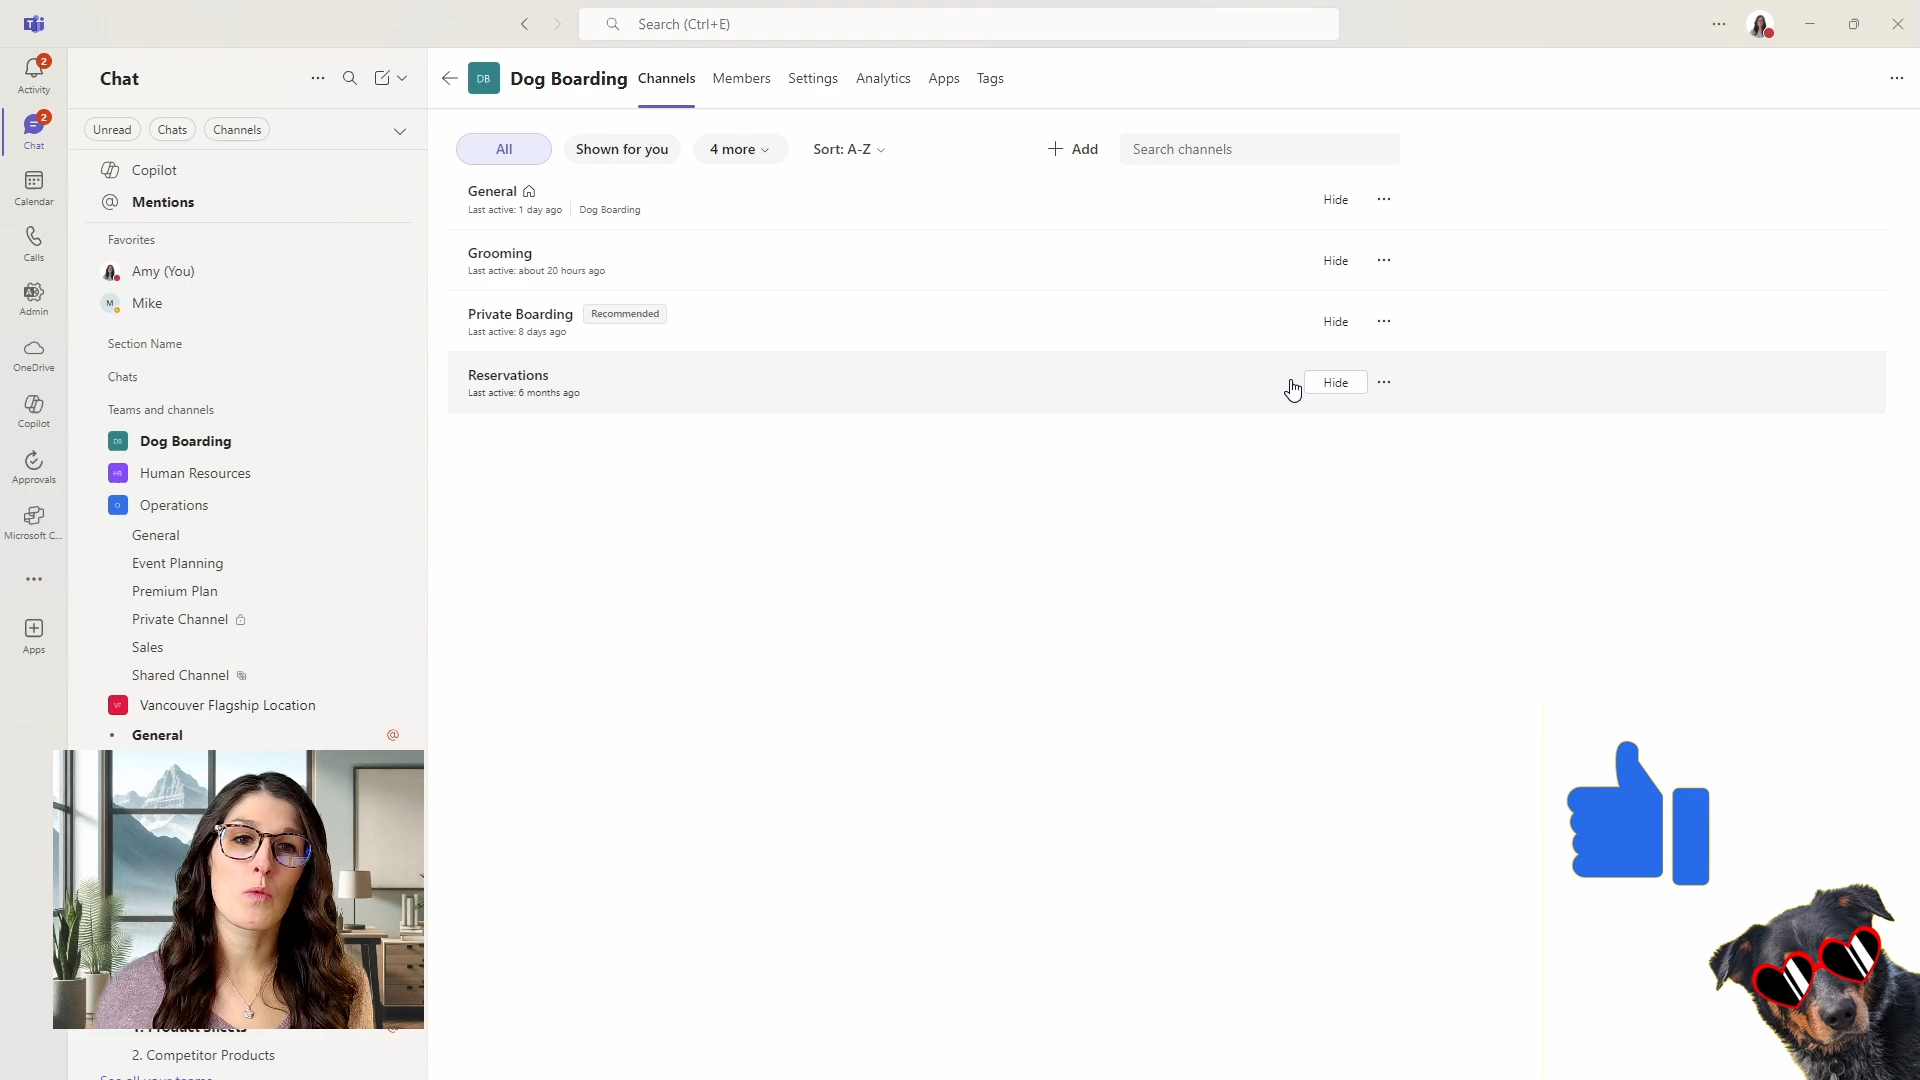 Search (Ctrl+E)
2
Activity
2
Chat
Calendar
Calls
Admin
OneDrive
Copilot
Approvals
Microsoft C...
Apps
Chat
Unread
Chats
Channels
Copilot
Mentions
Favorites
Amy (You)
M
Mike
Section Name
Chats
Teams and channels
DB
Dog Boarding
HR
Human Resources
O
Operations
General
Event Planning
Premium Plan
Private Channel
Sales
Shared Channel
VF
Vancouver Flagship Location
General
@
2. Competitor Products
DB
Dog Boarding
Channels
Members
Settings
Analytics
Apps
Tags
All
Shown for you
4 more
Sort: A-Z
Add
Search channels
General
Last active: 1 day ago
Dog Boarding
Hide
Grooming
Last active: about 20 hours ago
Hide
Private Boarding
Recommended
Last active: 8 days ago
Hide
Reservations
Last active: 6 months ago
Hide